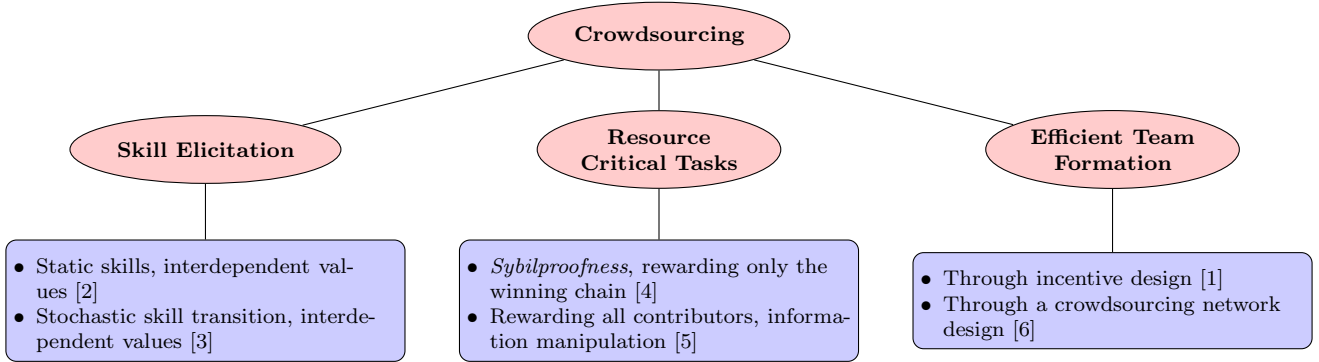 Crowdsourcing
Skill Elicitation
Resource
Critical Tasks
Efficient Team
Formation
• Static skills, interdependent val-
ues [2]
• Stochastic skill transition, interde-
pendent values [3]
• Sybilproofness, rewarding only the
winning chain [4]
• Rewarding all contributors, informa-
tion manipulation [5]
• Through incentive design [1]
• Through a crowdsourcing network
design [6]